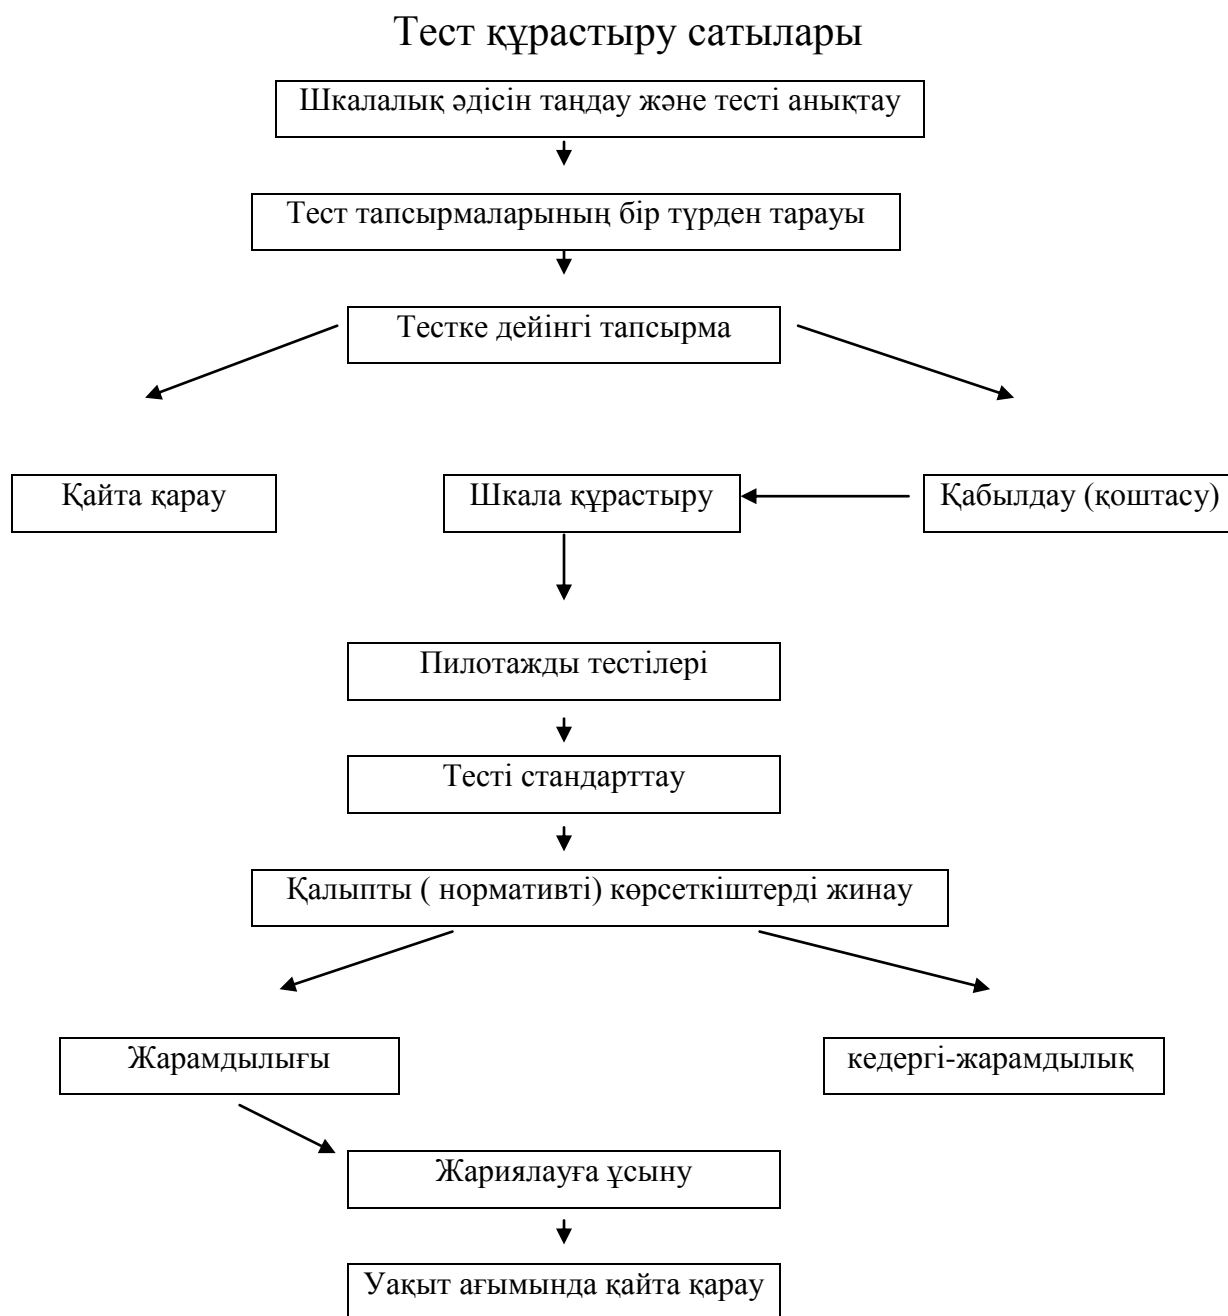 Тест құрастыру сатылары
Шкалалық әдісін таңдау және тесті анықтау
Тест тапсырмаларының бір түрден тарауы
Тестке дейінгі тапсырма
Қайта қарау
Шкала құрастыру
Қабылдау (қоштасу)
Пилотажды тестілері
Тесті стандарттау
Қалыпты ( нормативті) көрсеткіштерді жинау
Жарамдылығы
кедергі-жарамдылық
Жариялауға ұсыну
Уақыт ағымында қайта қарау